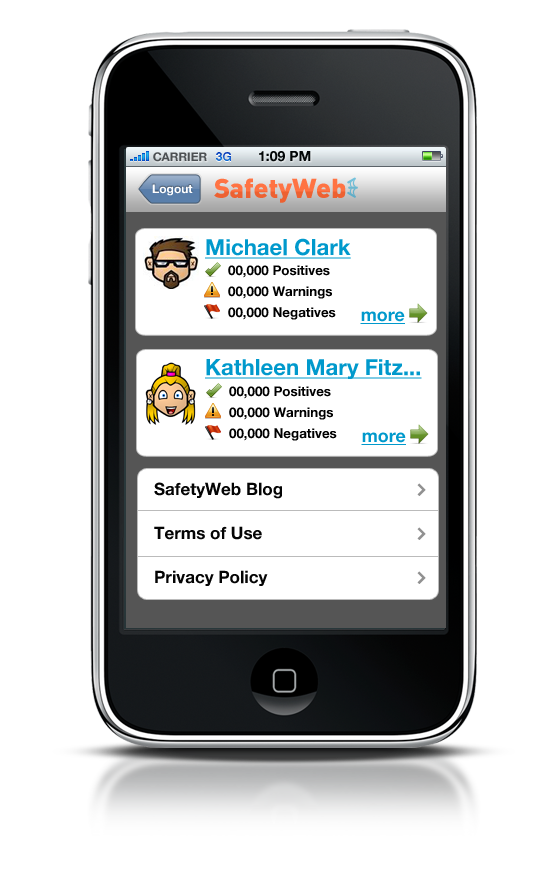 CARRIER 3G 1:09 PM
Logout SafetyWeb
Michael Clark
00,000 Positives
00,000 Warnings
00,000 Negatives
more
Kathleen Mary Fitz...
00,000 Positives
00,000 Warnings
00,000 Negatives
more
SafetyWeb Blog
Terms of Use
Privacy Policy